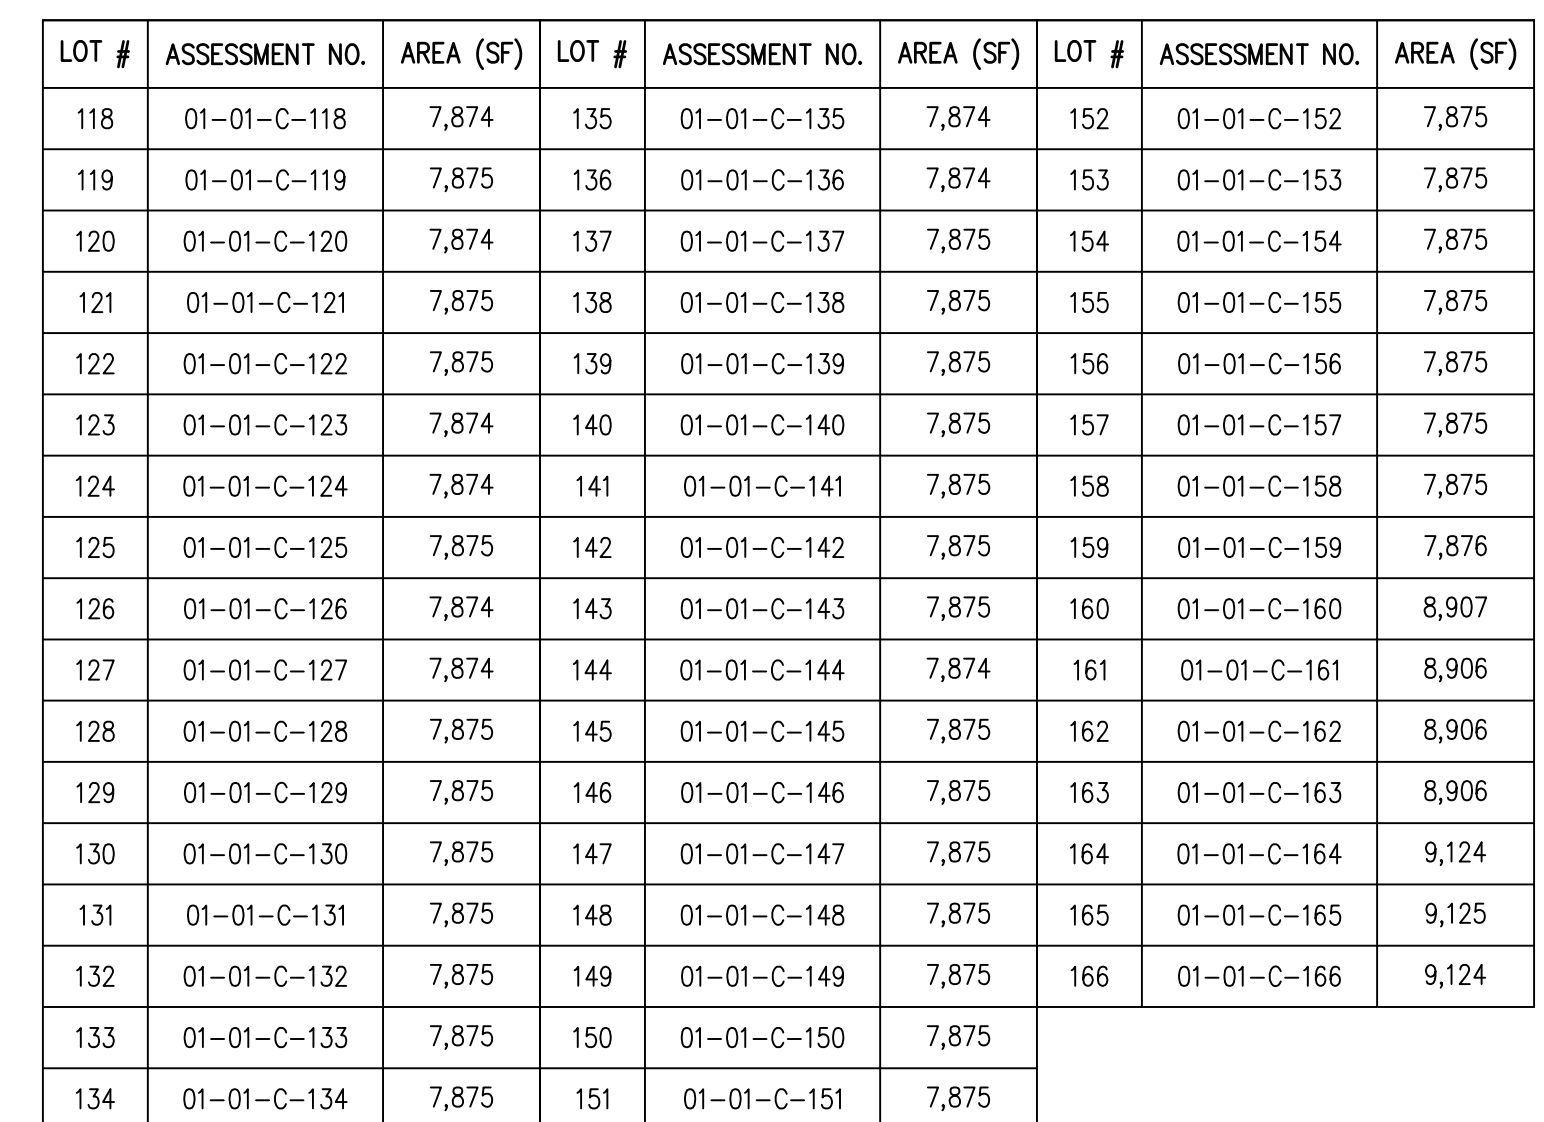 LOT # ASSESSMENT NO. AREA (SF) LOT # ASSESSMENT NO. AREA (SF) LOT # ASSESSMENT NO. AREA (SF)
118 01-01-C-118 7,874 135 01-01-C-135 7,874 152 01-01-C-152 7,875
119 01-01-C-119 7,875 136 01-01-C-136 7,874 153 01-01-C-153 7,875
120 01-01-C-120 7,874 137 01-01-C-137 7,875 154 01-01-C-154 7,875
121 01-01-C-121 7,875 138 01-01-C-138 7,875 155 01-01-C-155 7,875
122 01-01-C-122 7,875 139 01-01-C-139 7,875 156 01-01-C-156 7,875
123 01-01-C-123 7,874 140 01-01-C-140 7,875 157 01-01-C-157 7,875
124 01-01-C-124 7,874 141 01-01-C-141 7,875 158 01-01-C-158 7,875
125 01-01-C-125 7,875 142 01-01-C-142 7,875 159 01-01-C-159 7,876
126 01-01-C-126 7,874 143 01-01-C-143 7,875 160 01-01-C-160 8,907
127 01-01-C-127 7,874 144 01-01-C-144 7,874 161 01-01-C-161 8,906
128 01-01-C-128 7,875 145 01-01-C-145 7,875 162 01-01-C-162 8,906
129 01-01-C-129 7,875 146 01-01-C-146 7,875 163 01-01-C-163 8,906
130 01-01-C-130 7,875 147 01-01-C-147 7,875 164 01-01-C-164 9,124
131 01-01-C-131 7,875 148 01-01-C-148 7,875 165 01-01-C-165 9,125
132 01-01-C-132 7,875 149 01-01-C-149 7,875 166 01-01-C-166 9,124
133 01-01-C-133 7,875 150 01-01-C-150 7,875
134 01-01-C-134 7,875 151 01-01-C-151 7,875